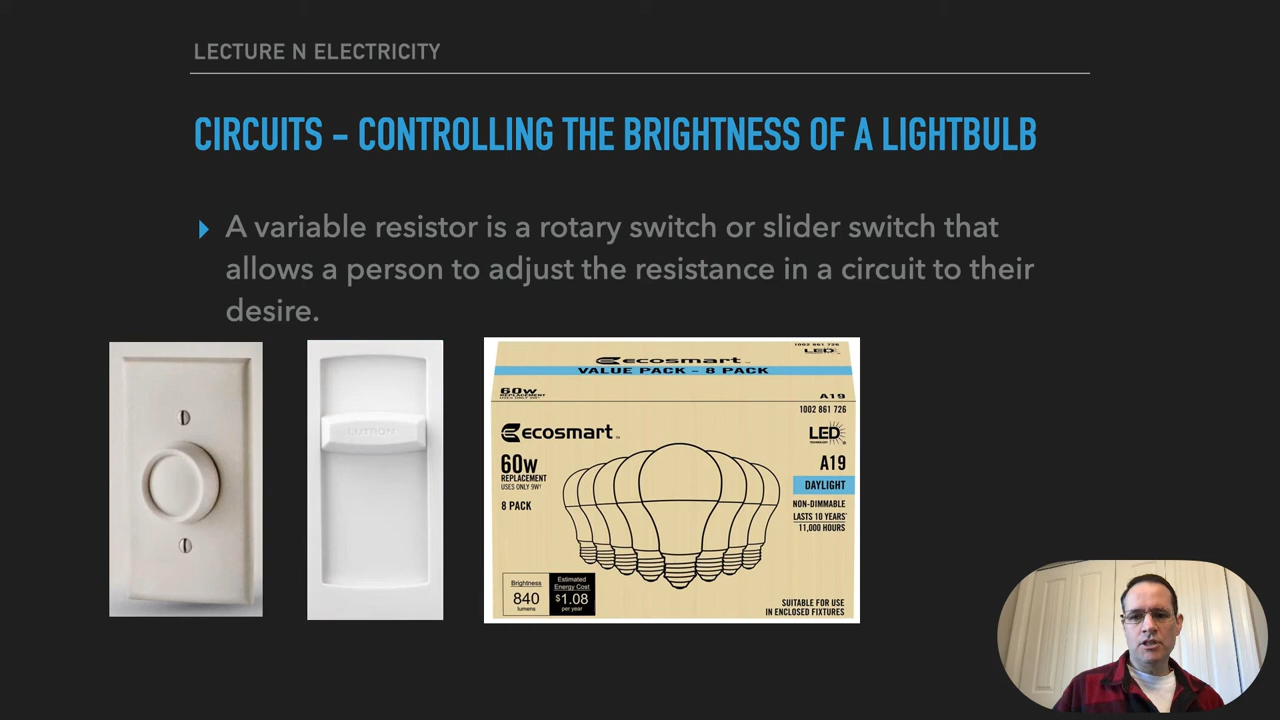 LECTURE N ELECTRICITY
CIRCUITS - CONTROLLING THE BRIGHTNESS OF A LIGHTBULB
A variable resistor is a rotary switch or slider switch that
allows a person to adjust the resistance in a circuit to their
desire.
LUTRON
1002 861 726
LED
ecosmart
VALUE PACK - 8 PACK
60w
REPLACEMENT
USES ONLY 9W!
A19
1002 861 726
ecosmart
LED
TECHNOLOGY
60w
REPLACEMENT
USES ONLY 9W!
8 PACK
A19
DAYLIGHT
NON-DIMMABLE
LASTS 10 YEARS*
11,000 HOURS
Brightness
840
lumens
Estimated
Energy Cost
$1.08
per year
SUITABLE FOR USE
IN ENCLOSED FIXTURES